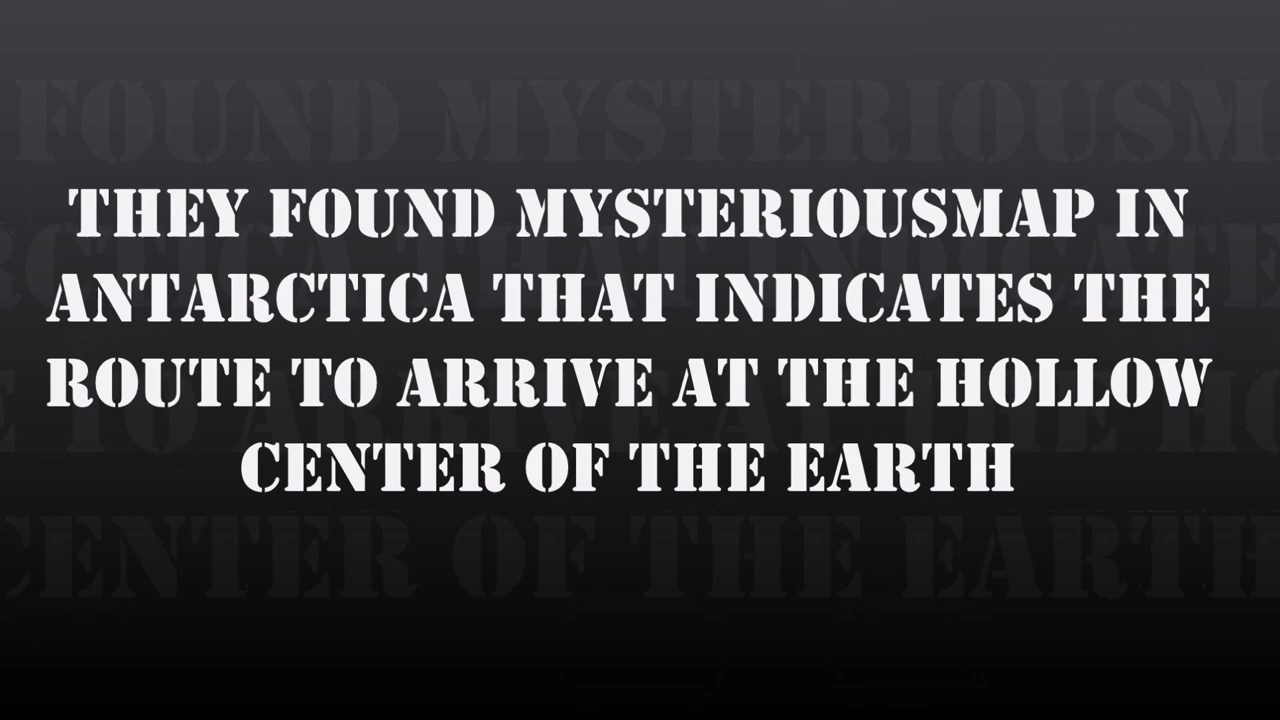 THEY FOUND MYSTERIOUSMAP IN
ANTARCTICA THAT INDICATES THE
ROUTE TO ARRIVE AT THE HOLLOW
CENTER OF THE EARTH